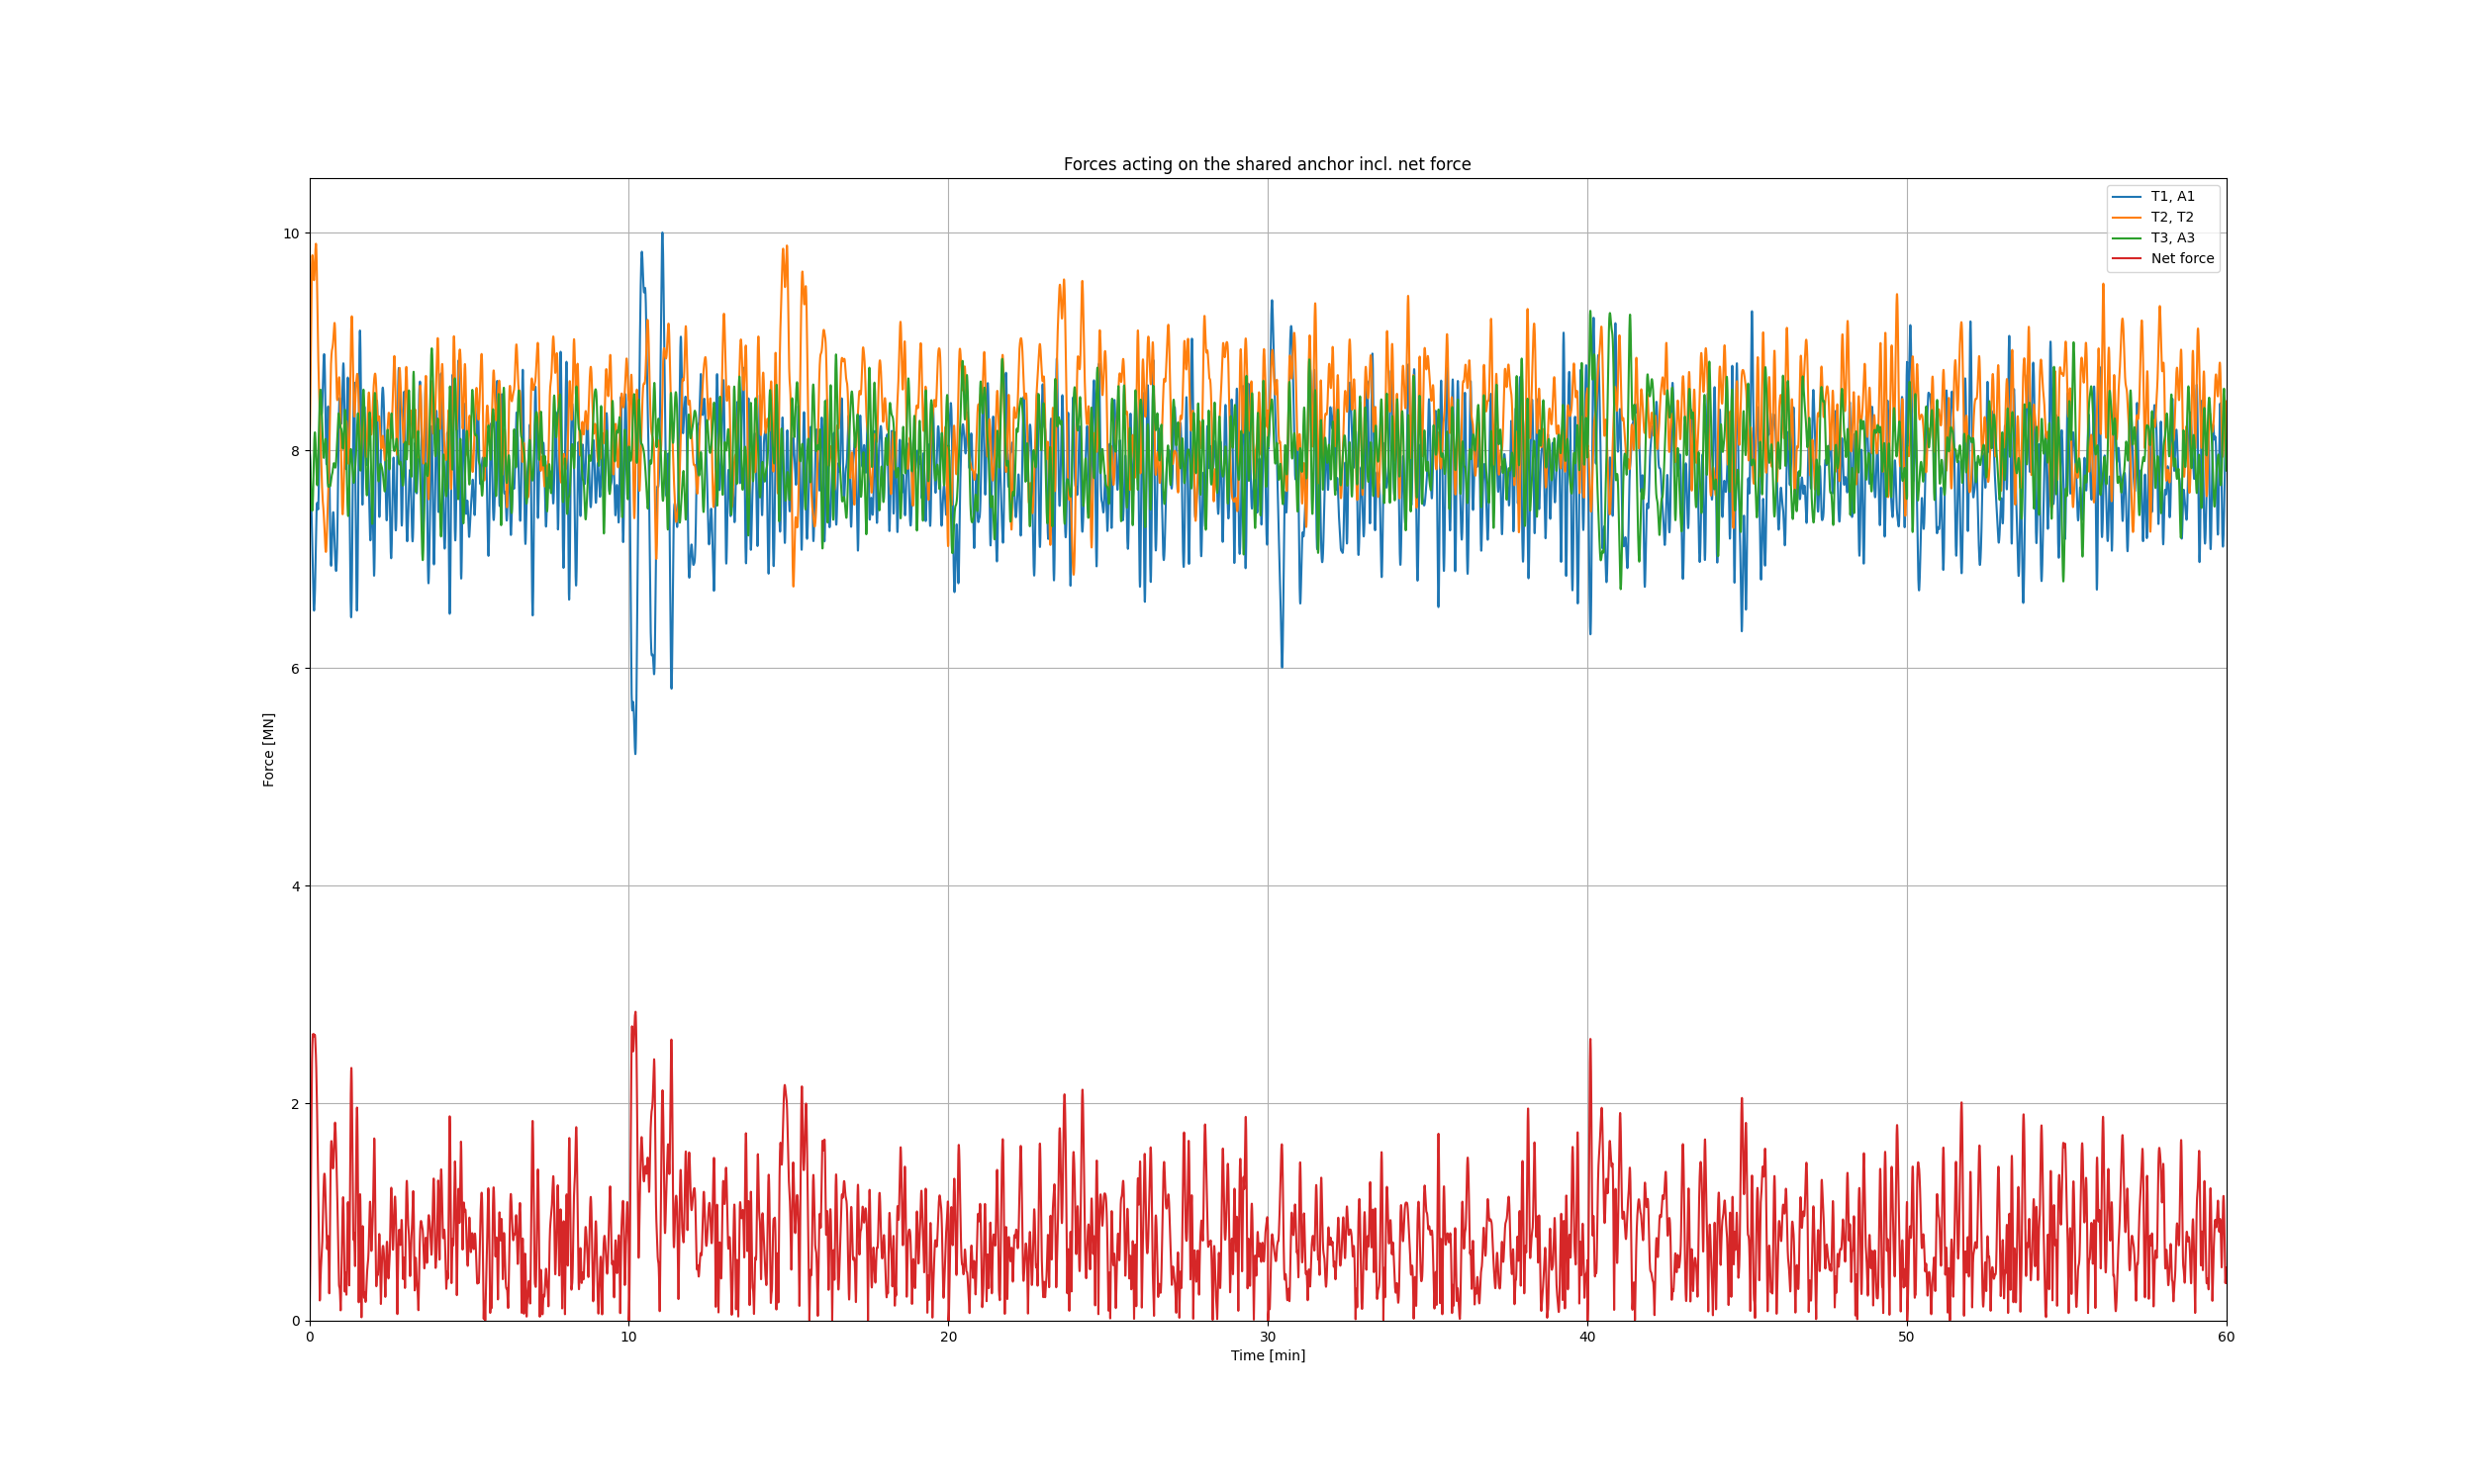 Forces acting on the shared anchor incl. net force
T1, A1
T2, T2
T3, A3
Net force
10
8
6
4
2
0
Force [MN]
0 10 20 30 40 50 60
Time [min]